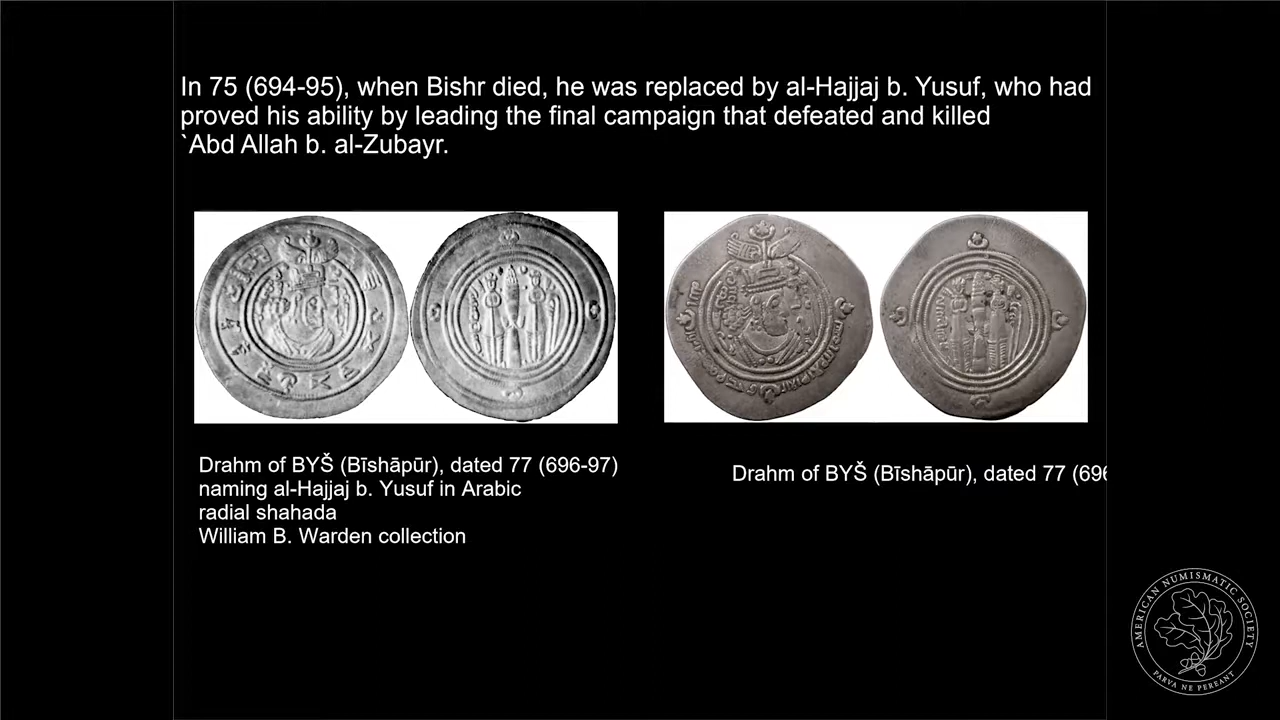 In 75 (694-95), when Bishr died, he was replaced by al-Hajjaj b. Yusuf, who had
proved his ability by leading the final campaign that defeated and killed
`Abd Allah b. al-Zubayr.
Drahm of BYŠ (Bīshāpūr), dated 77 (696-97)
naming al-Hajjaj b. Yusuf in Arabic
radial shahada
William B. Warden collection
Drahm of BYŠ (Bīshāpūr), dated 77 (696
AMERICAN NUMISMATIC SOCIETY
PARVA NE PEREANT